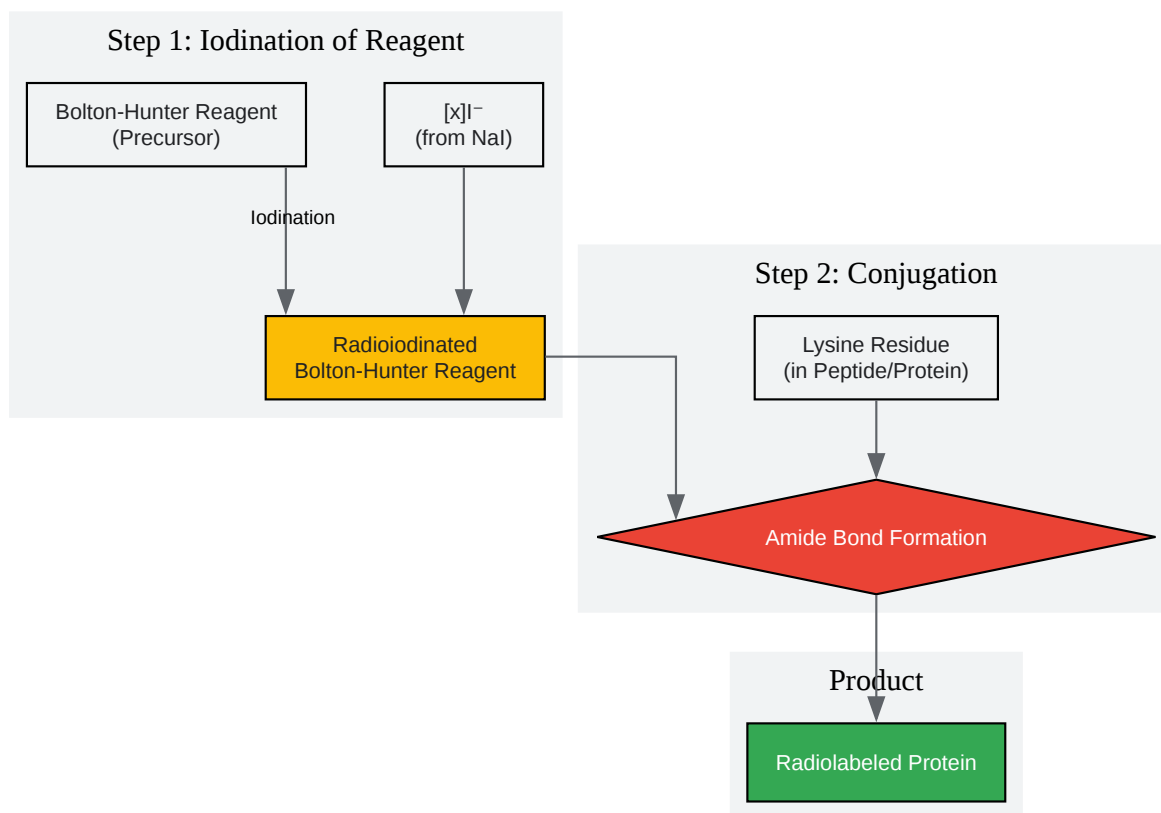 Step 1: Iodination of Reagent
Bolton-Hunter Reagent
(Precursor)
[x]I⁻
(from NaI)
Iodination
Radioiodinated
Bolton-Hunter Reagent
Step 2: Conjugation
Lysine Residue
(in Peptide/Protein)
Amide Bond Formation
Product
Radiolabeled Protein